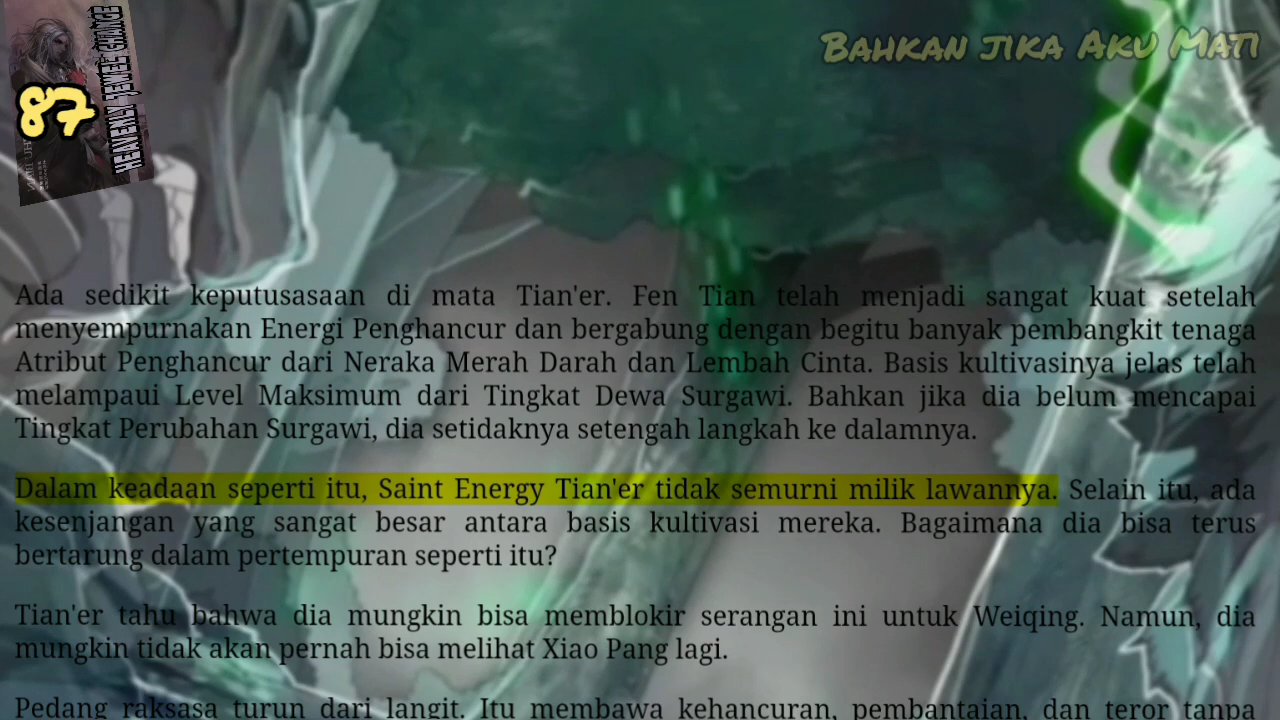 Bahkan jika Aku Mati
87
HEAVENLY JEWEL CHANGE
Ada sedikit keputusasaan di mata Tian'er. Fen Tian telah menjadi sangat kuat setelah
menyempurnakan Energi Penghancur dan bergabung dengan begitu banyak pembangkit tenaga
Atribut Penghancur dari Neraka Merah Darah dan Lembah Cinta. Basis kultivasinya jelas telah
melampaui Level Maksimum dari Tingkat Dewa Surgawi. Bahkan jika dia belum mencapai
Tingkat Perubahan Surgawi, dia setidaknya setengah langkah ke dalamnya.
Dalam keadaan seperti itu, Saint Energy Tian'er tidak semurni milik lawannya. Selain itu, ada
kesenjangan yang sangat besar antara basis kultivasi mereka. Bagaimana dia bisa terus
bertarung dalam pertempuran seperti itu?
Tian'er tahu bahwa dia mungkin bisa memblokir serangan ini untuk Weiqing. Namun, dia
mungkin tidak akan pernah bisa melihat Xiao Pang lagi.
Pedang raksasa turun dari langit. Itu membawa kehancuran, pembantaian, dan teror tanpa